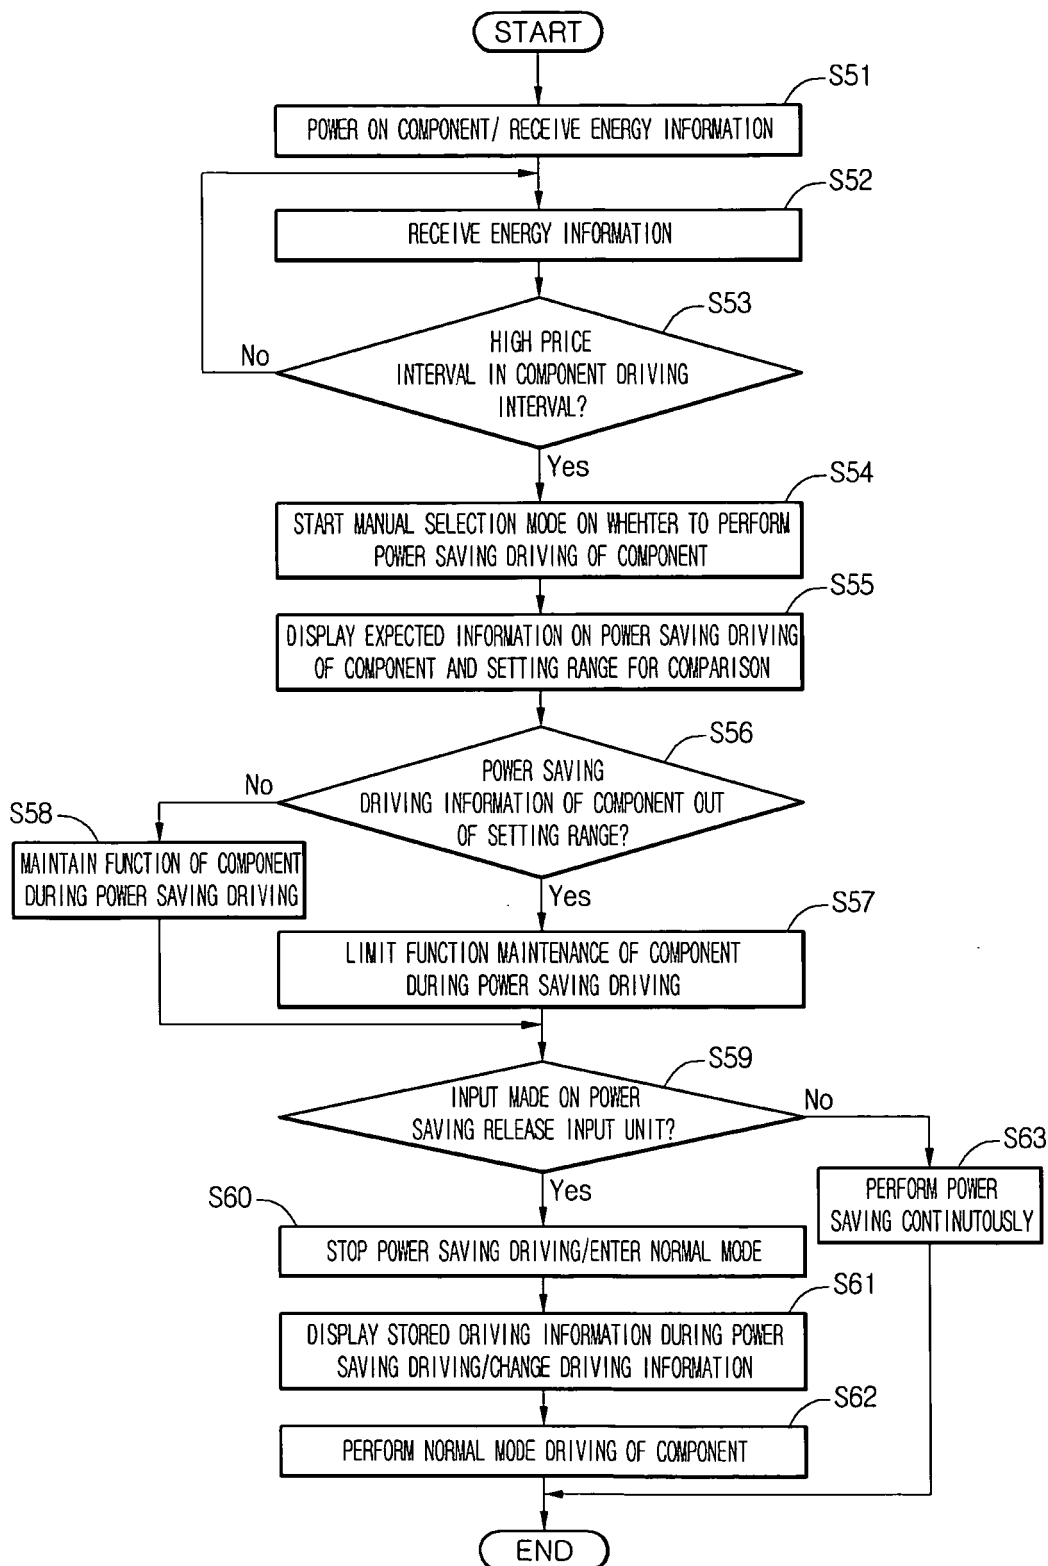 START
S51
POWER ON COMPONENT/ RECEIVE ENERGY INFORMATION
S52
RECEIVE ENERGY INFORMATION
S53
HIGH PRICE
INTERVAL IN COMPONENT DRIVING
INTERVAL?
No
Yes
S54
START MANUAL SELECTION MODE ON WHEHTER TO PERFORM
POWER SAVING DRIVING OF COMPONENT
S55
DISPLAY EXPECTED INFORMATION ON POWER SAVING DRIVING
OF COMPONENT AND SETTING RANGE FOR COMPARISON
S56
POWER SAVING
DRIVING INFORMATION OF COMPONENT OUT
OF SETTING RANGE?
No
S58
MAINTAIN FUNCTION OF COMPONENT
DURING POWER SAVING DRIVING
Yes
S57
LIMIT FUNCTION MAINTENANCE OF COMPONENT
DURING POWER SAVING DRIVING
S59
INPUT MADE ON POWER
SAVING RELEASE INPUT UNIT?
No
S63
PERFORM POWER
SAVING CONTINUTOUSLY
Yes
S60
STOP POWER SAVING DRIVING/ENTER NORMAL MODE
S61
DISPLAY STORED DRIVING INFORMATION DURING POWER
SAVING DRIVING/CHANGE DRIVING INFORMATION
S62
PERFORM NORMAL MODE DRIVING OF COMPONENT
END